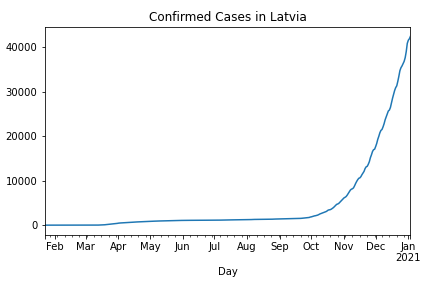 Confirmed Cases in Latvia
40000
30000
20000
10000
0
Feb Mar Apr May Jun Jul Aug Sep Oct Nov Dec Jan
2021
Day